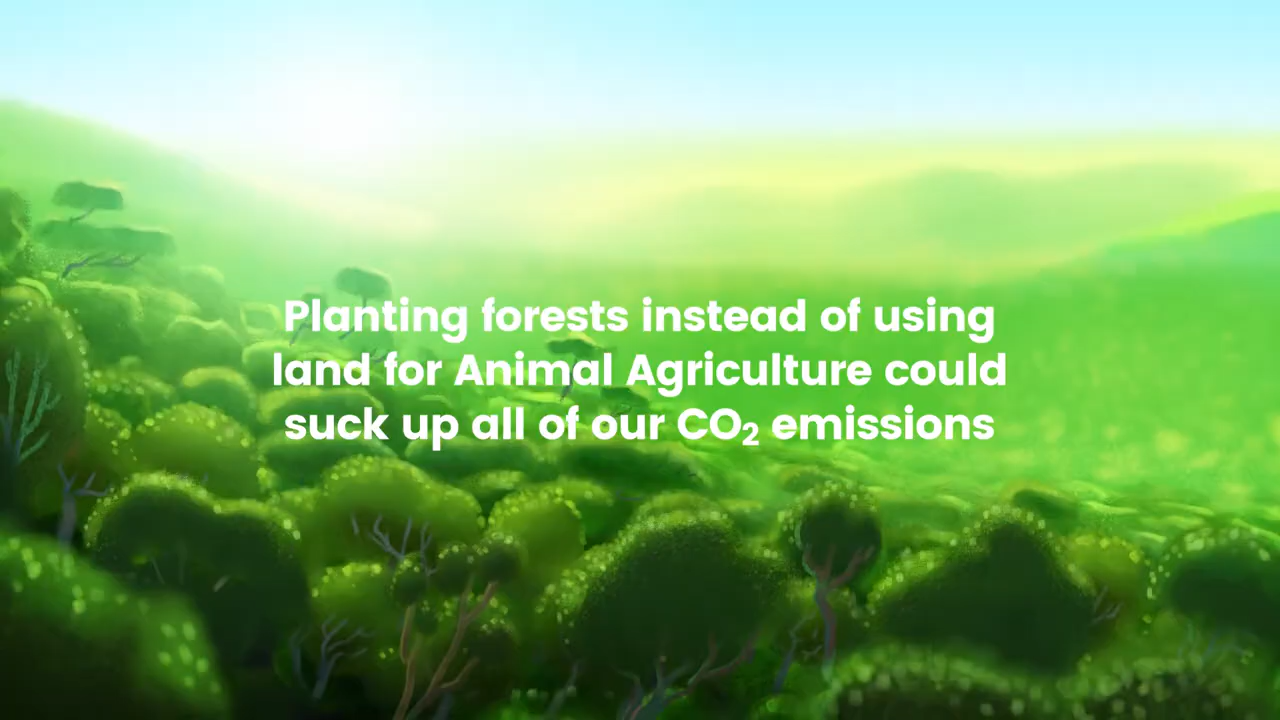 Planting forests instead of using
land for Animal Agriculture could
suck up all of our CO₂ emissions